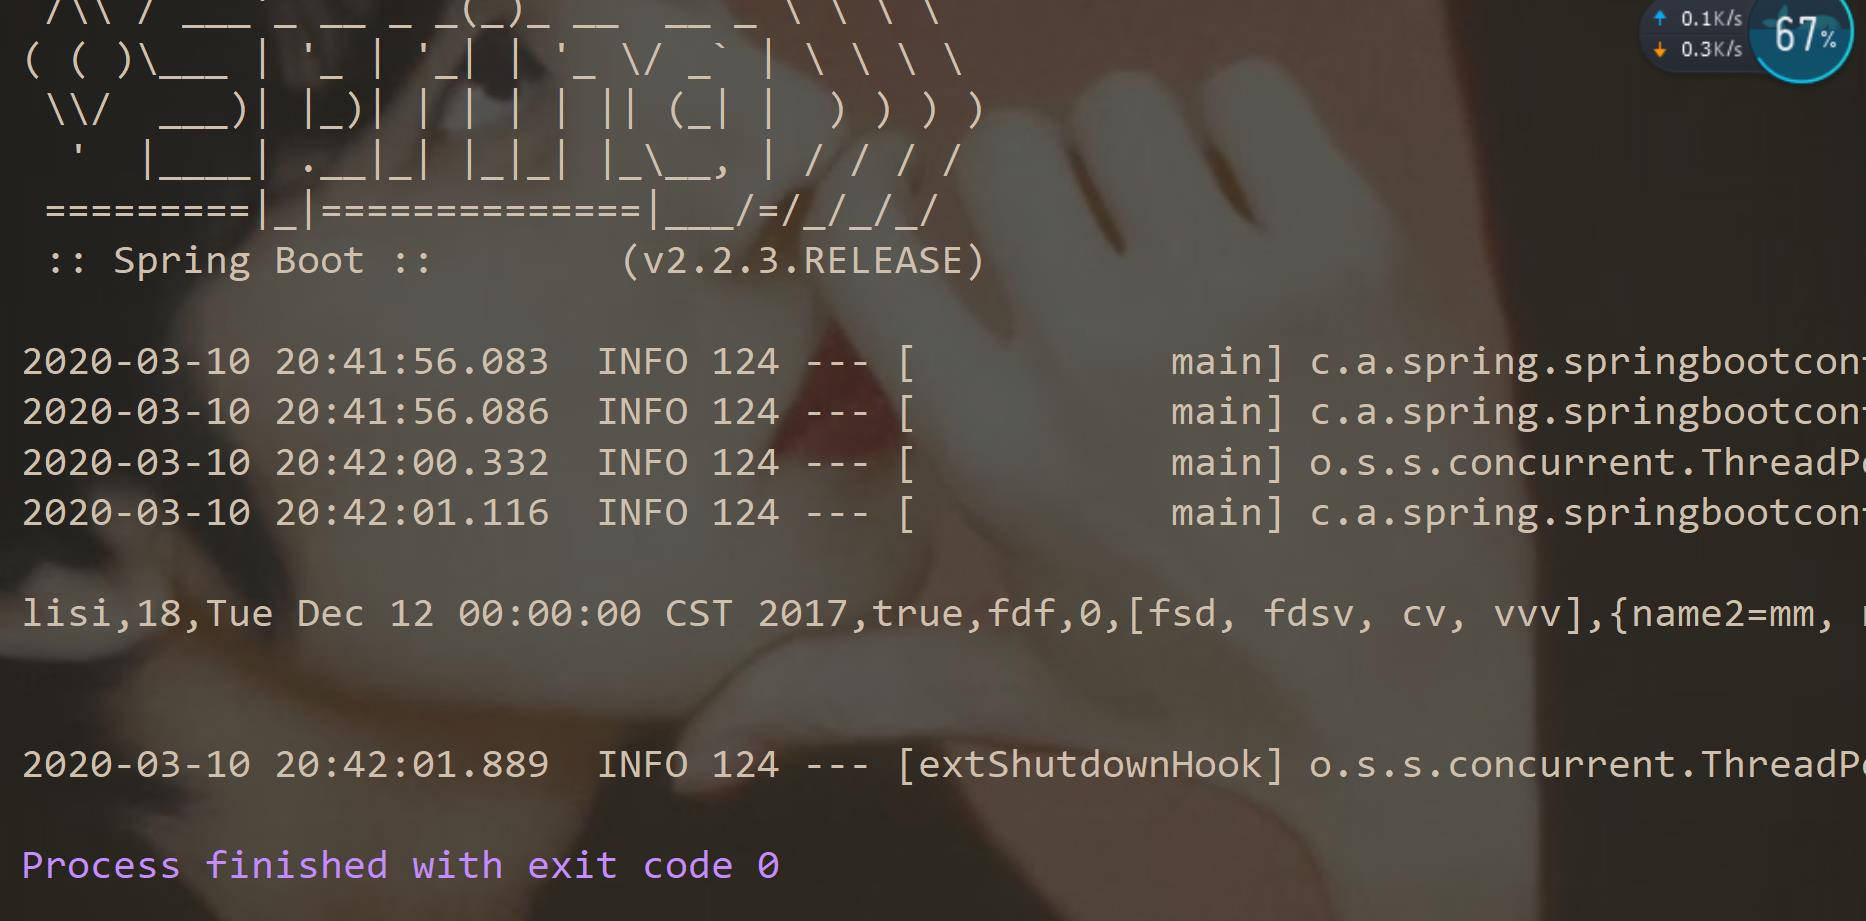 /\\ / ___'_ __ _ _(_)_ __  __ _ \ \ \ \
( ( )\___ | '_ | '_| | '_ \/ _` | \ \ \ \
 \\/  ___)| |_)| | | | | || (_| |  ) ) ) )
  '  |____| .__|_| |_|_| |_\__, | / / / /
 =========|_|==============|___/=/_/_/_/
 :: Spring Boot ::        (v2.2.3.RELEASE)
0.1K/s
0.3K/s
67%
2020-03-10 20:41:56.083  INFO 124 --- [           main] c.a.spring.springbootcon
2020-03-10 20:41:56.086  INFO 124 --- [           main] c.a.spring.springbootcon
2020-03-10 20:42:00.332  INFO 124 --- [           main] o.s.s.concurrent.ThreadP
2020-03-10 20:42:01.116  INFO 124 --- [           main] c.a.spring.springbootcon
lisi,18,Tue Dec 12 00:00:00 CST 2017,true,fdf,0,[fsd, fdsv, cv, vvv],{name2=mm,
2020-03-10 20:42:01.889  INFO 124 --- [extShutdownHook] o.s.s.concurrent.ThreadP
Process finished with exit code 0